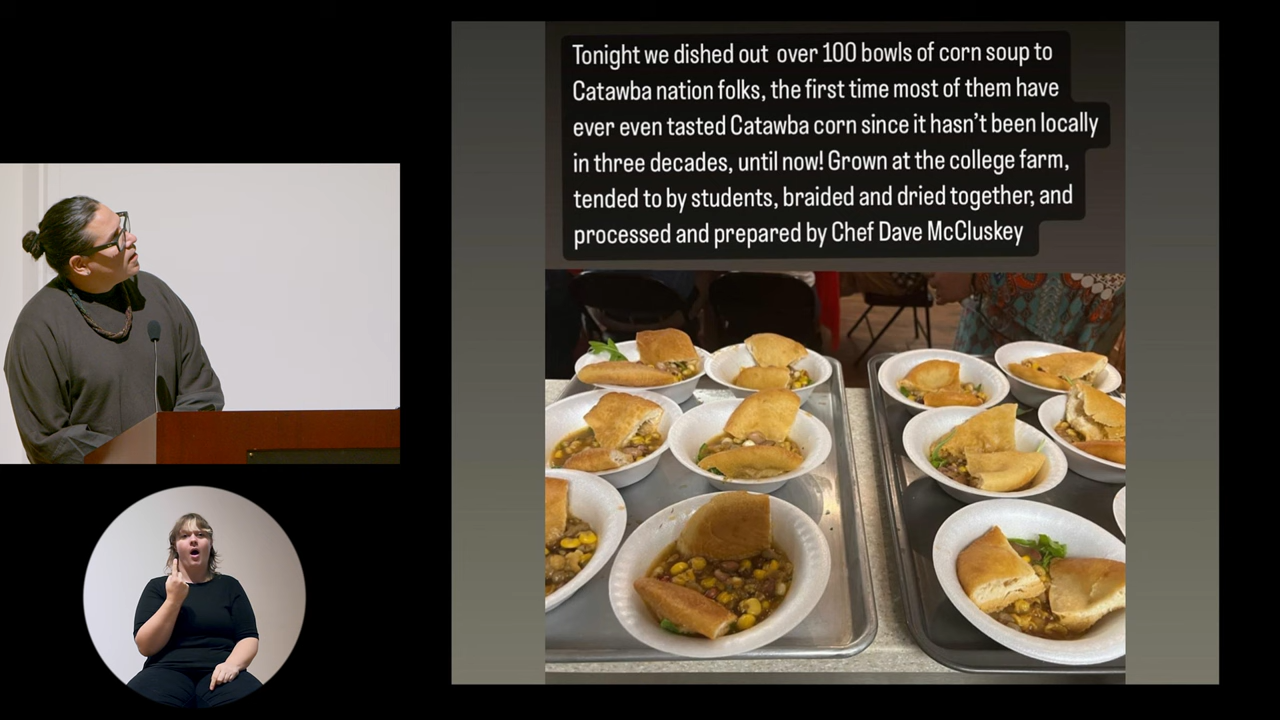 Tonight we dished out over 100 bowls of corn soup to
Catawba nation folks, the first time most of them have
ever even tasted Catawba corn since it hasn't been locally
in three decades, until now! Grown at the college farm,
tended to by students, braided and dried together, and
processed and prepared by Chef Dave McCluskey